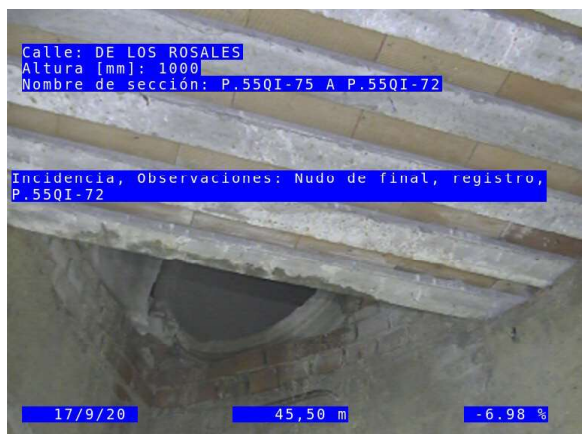 Calle: DE LOS ROSALES
Altura [mm]: 1000
Nombre de sección: P.55QI-75 A P.55QI-72
Incidencia, Observaciones: Nudo de final, registro,
P.55QI-72
17/9/20 45,50 m -6.98 %